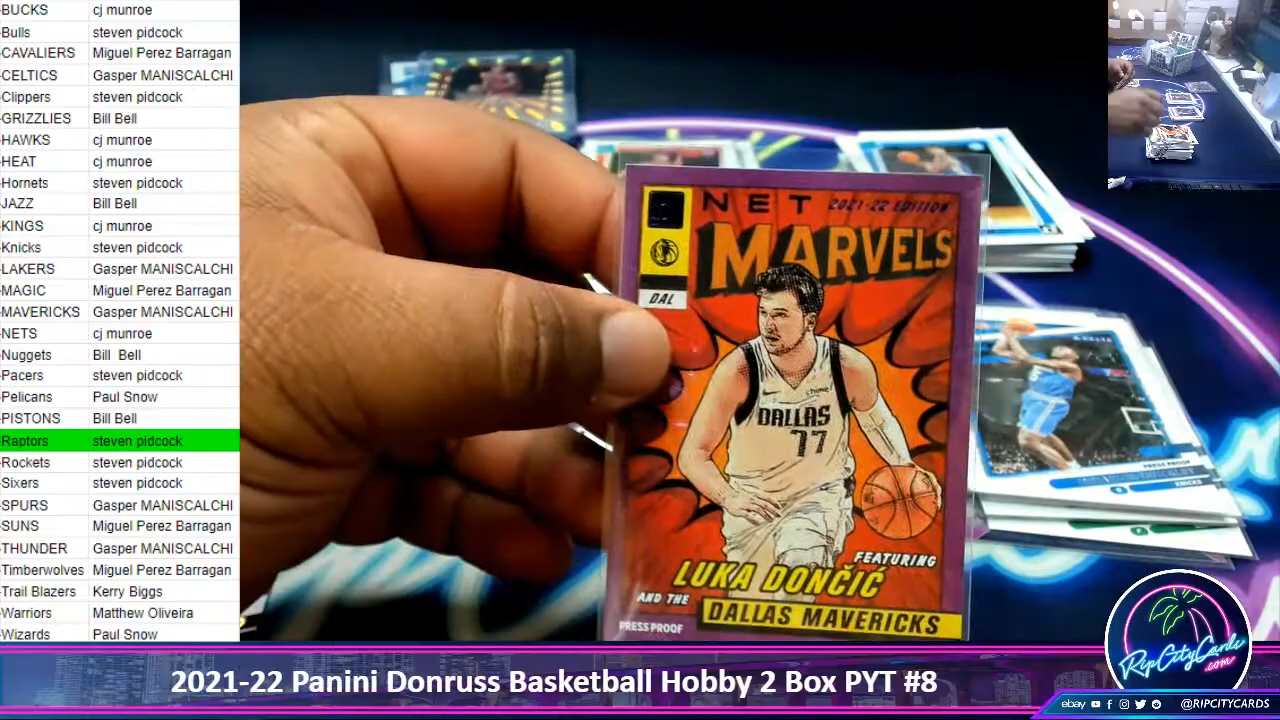 -BUCKS cj munroe
-Bulls steven pidcock
-CAVALIERS Miguel Perez Barragan
-CELTICS Gasper MANISCALCHI
-Clippers steven pidcock
-GRIZZLIES Bill Bell
-HAWKS cj munroe
-HEAT cj munroe
-Hornets steven pidcock
-JAZZ Bill Bell
-KINGS cj munroe
-Knicks steven pidcock
-LAKERS Gasper MANISCALCHI
-MAGIC Miguel Perez Barragan
-MAVERICKS Gasper MANISCALCHI
-NETS cj munroe
-Nuggets Bill Bell
-Pacers steven pidcock
-Pelicans Paul Snow
-PISTONS Bill Bell
-Raptors steven pidcock
-Rockets steven pidcock
-Sixers steven pidcock
-SPURS Gasper MANISCALCHI
-SUNS Miguel Perez Barragan
-THUNDER Gasper MANISCALCHI
-Timberwolves Miguel Perez Barragan
-Trail Blazers Kerry Biggs
-Warriors Matthew Oliveira
-Wizards Paul Snow
NET 2021-22 EDITION
MARVELS
DAL
chime
DALLAS
77
FEATURING
LUKA DONČIĆ
AND THE
DALLAS MAVERICKS
PRESS PROOF
PRESS PROOF
KNICKS
RipCityCards
.com
2021-22 Panini Donruss Basketball Hobby 2 Box PYT #8
ebay @RIPCITYCARDS